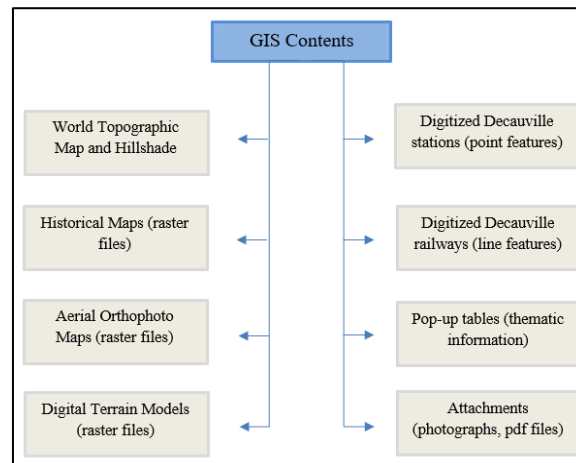 GIS Contents
World Topographic
Map and Hillshade
Historical Maps (raster
files)
Aerial Orthophoto
Maps (raster files)
Digital Terrain Models
(raster files)
Digitized Decauville
stations (point features)
Digitized Decauville
railways (line features)
Pop-up tables (thematic
information)
Attachments
(photographs, pdf files)